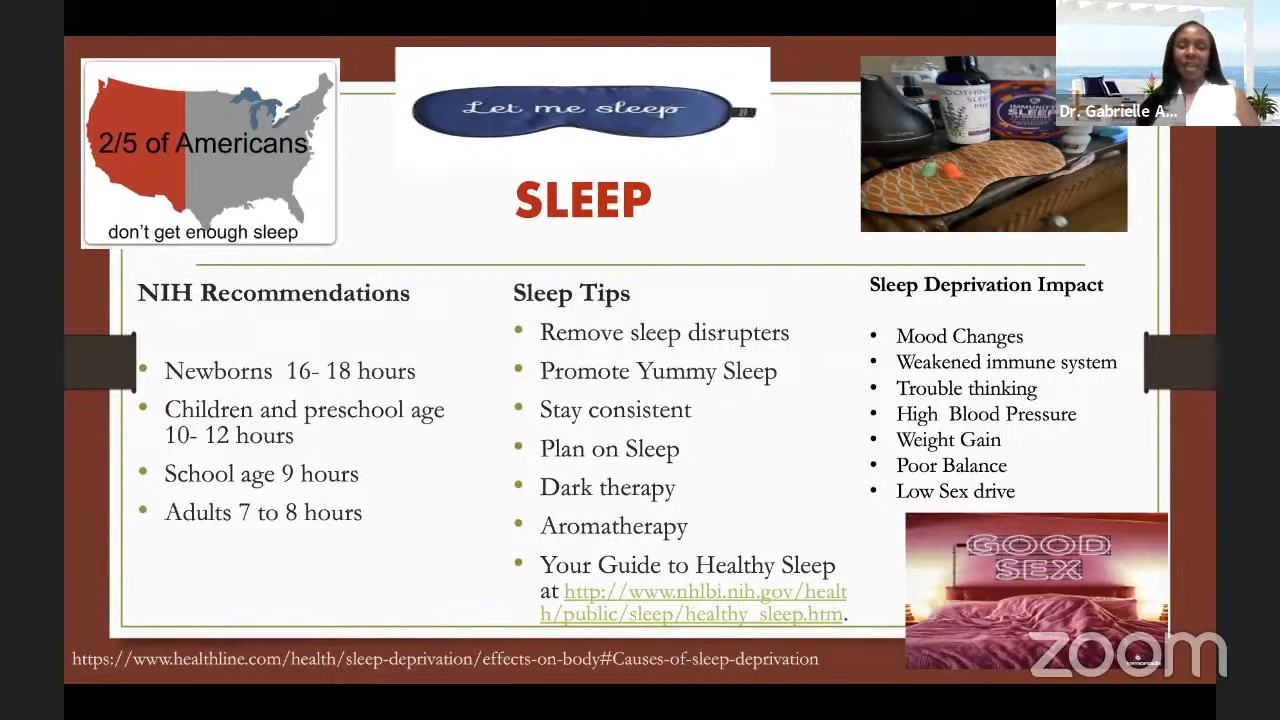 2/5 of Americans
don't get enough sleep
Let me sleep
SOOTHING
SLEEP
IMMUNITY
SLEEP
Dr. Gabrielle A...
SLEEP
NIH Recommendations
Newborns 16- 18 hours
Children and preschool age
10- 12 hours
School age 9 hours
Adults 7 to 8 hours
Sleep Tips
Remove sleep disrupters
Promote Yummy Sleep
Stay consistent
Plan on Sleep
Dark therapy
Aromatherapy
Your Guide to Healthy Sleep
at http://www.nhlbi.nih.gov/healt
h/public/sleep/healthy_sleep.htm.
Sleep Deprivation Impact
Mood Changes
Weakened immune system
Trouble thinking
High Blood Pressure
Weight Gain
Poor Balance
Low Sex drive
GOOD
SEX
lemonada
zoom
https://www.healthline.com/health/sleep-deprivation/effects-on-body#Causes-of-sleep-deprivation